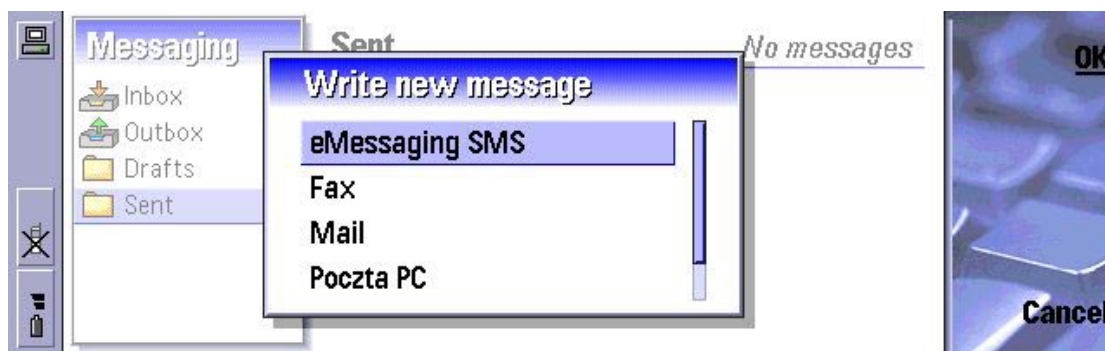 Messaging
Inbox
Outbox
Drafts
Sent
Sent
No messages
Write new message
eMessaging SMS
Fax
Mail
Poczta PC
OK
Cancel